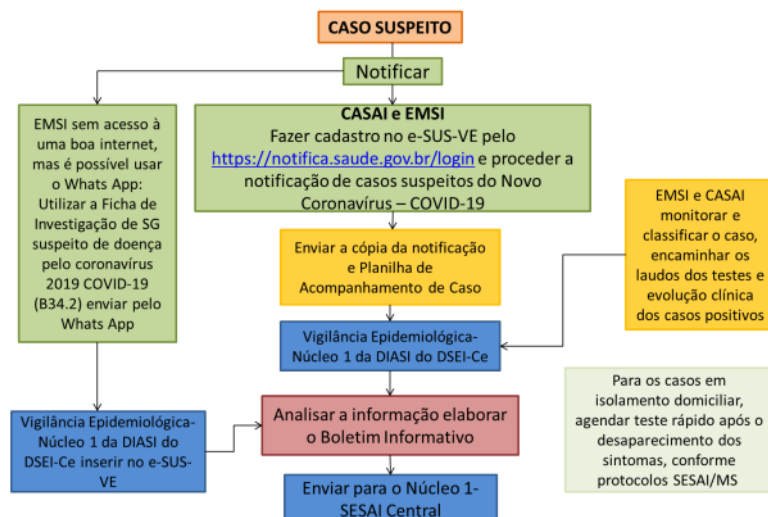 CASO SUSPEITO
Notificar
EMSI sem acesso à
uma boa internet,
mas é possível usar
o Whats App:
Utilizar a Ficha de
Investigação de SG
suspeito de doença
pelo coronavírus
2019 COVID-19
(B34.2) enviar pelo
Whats App
CASAI e EMSI
Fazer cadastro no e-SUS-VE pelo
https://notifica.saude.gov.br/login e proceder a
notificação de casos suspeitos do Novo
Coronavírus – COVID-19
EMSI e CASAI
monitorar e
classificar o caso,
encaminhar os
laudos dos testes e
evolução clínica
dos casos positivos
Enviar a cópia da notificação
e Planilha de
Acompanhamento de Caso
Vigilância Epidemiológica-
Núcleo 1 da DIASI do DSEI-Ce
Vigilância Epidemiológica-
Núcleo 1 da DIASI do
DSEI-Ce inserir no e-SUS-
VE
Analisar a informação elaborar
o Boletim Informativo
Para os casos em
isolamento domiciliar,
agendar teste rápido após o
desaparecimento dos
sintomas, conforme
protocolos SESAI/MS
Enviar para o Núcleo 1-
SESAI Central